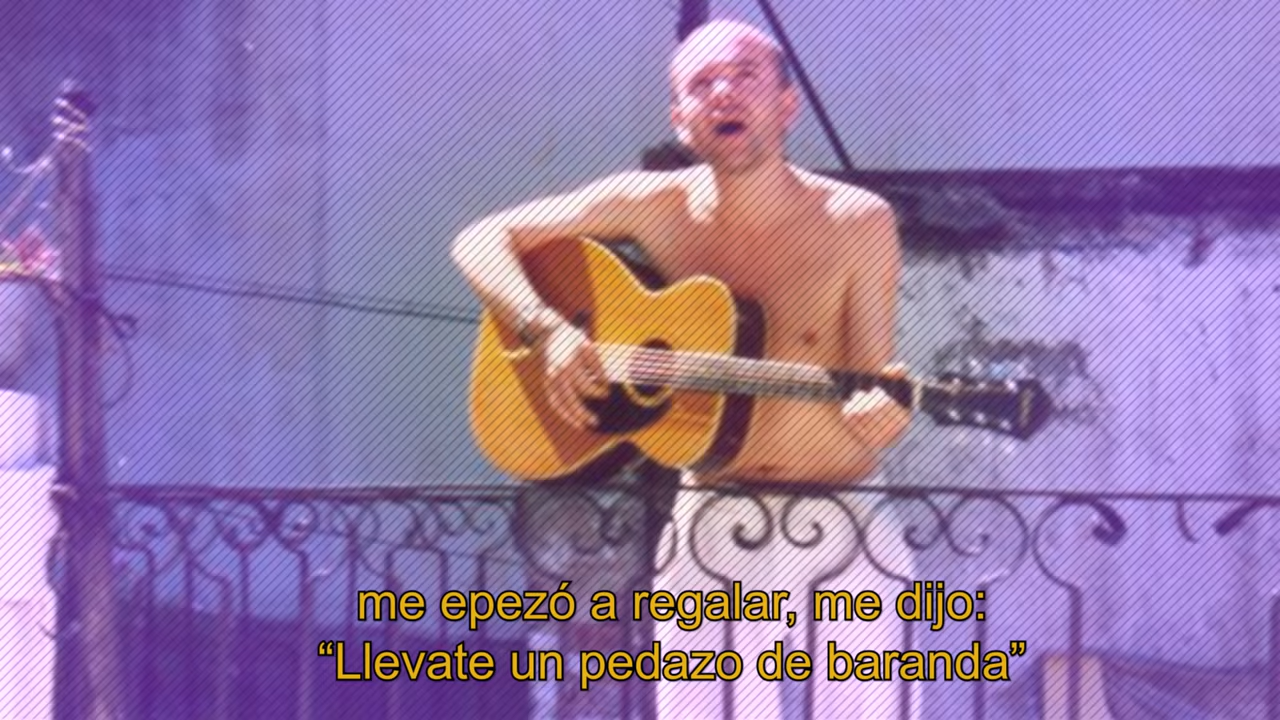 me epezó a regalar, me dijo:
“Llevate un pedazo de baranda”